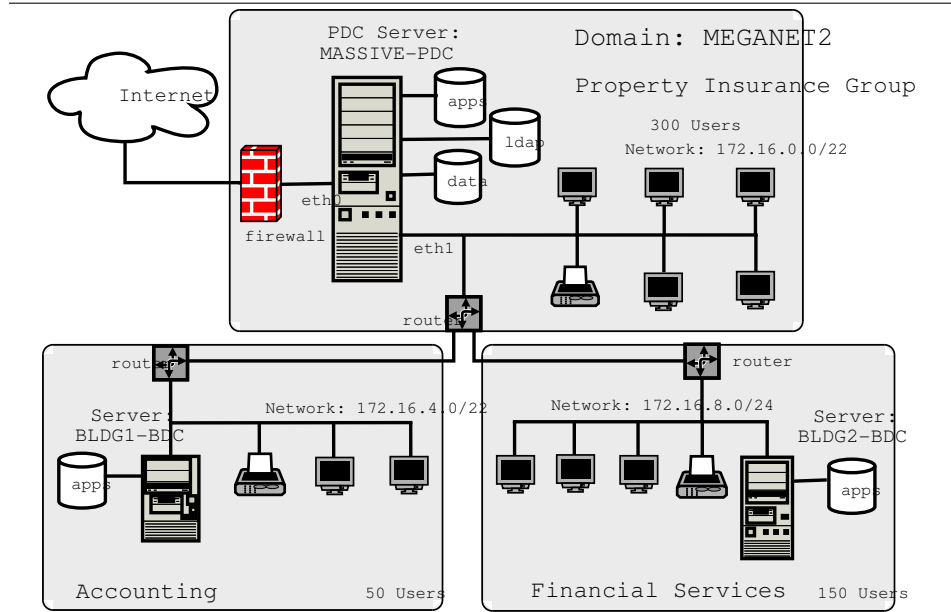 PDC Server:
MASSIVE-PDC
Domain: MEGANET2
Internet
Property Insurance Group
apps
300 Users
ldap
Network: 172.16.0.0/22
data
eth0
firewall
eth1
router
router
router
Network: 172.16.4.0/22
Network: 172.16.8.0/24
Server:
BLDG1-BDC
Server:
BLDG2-BDC
apps
apps
Accounting
50 Users
Financial Services
150 Users